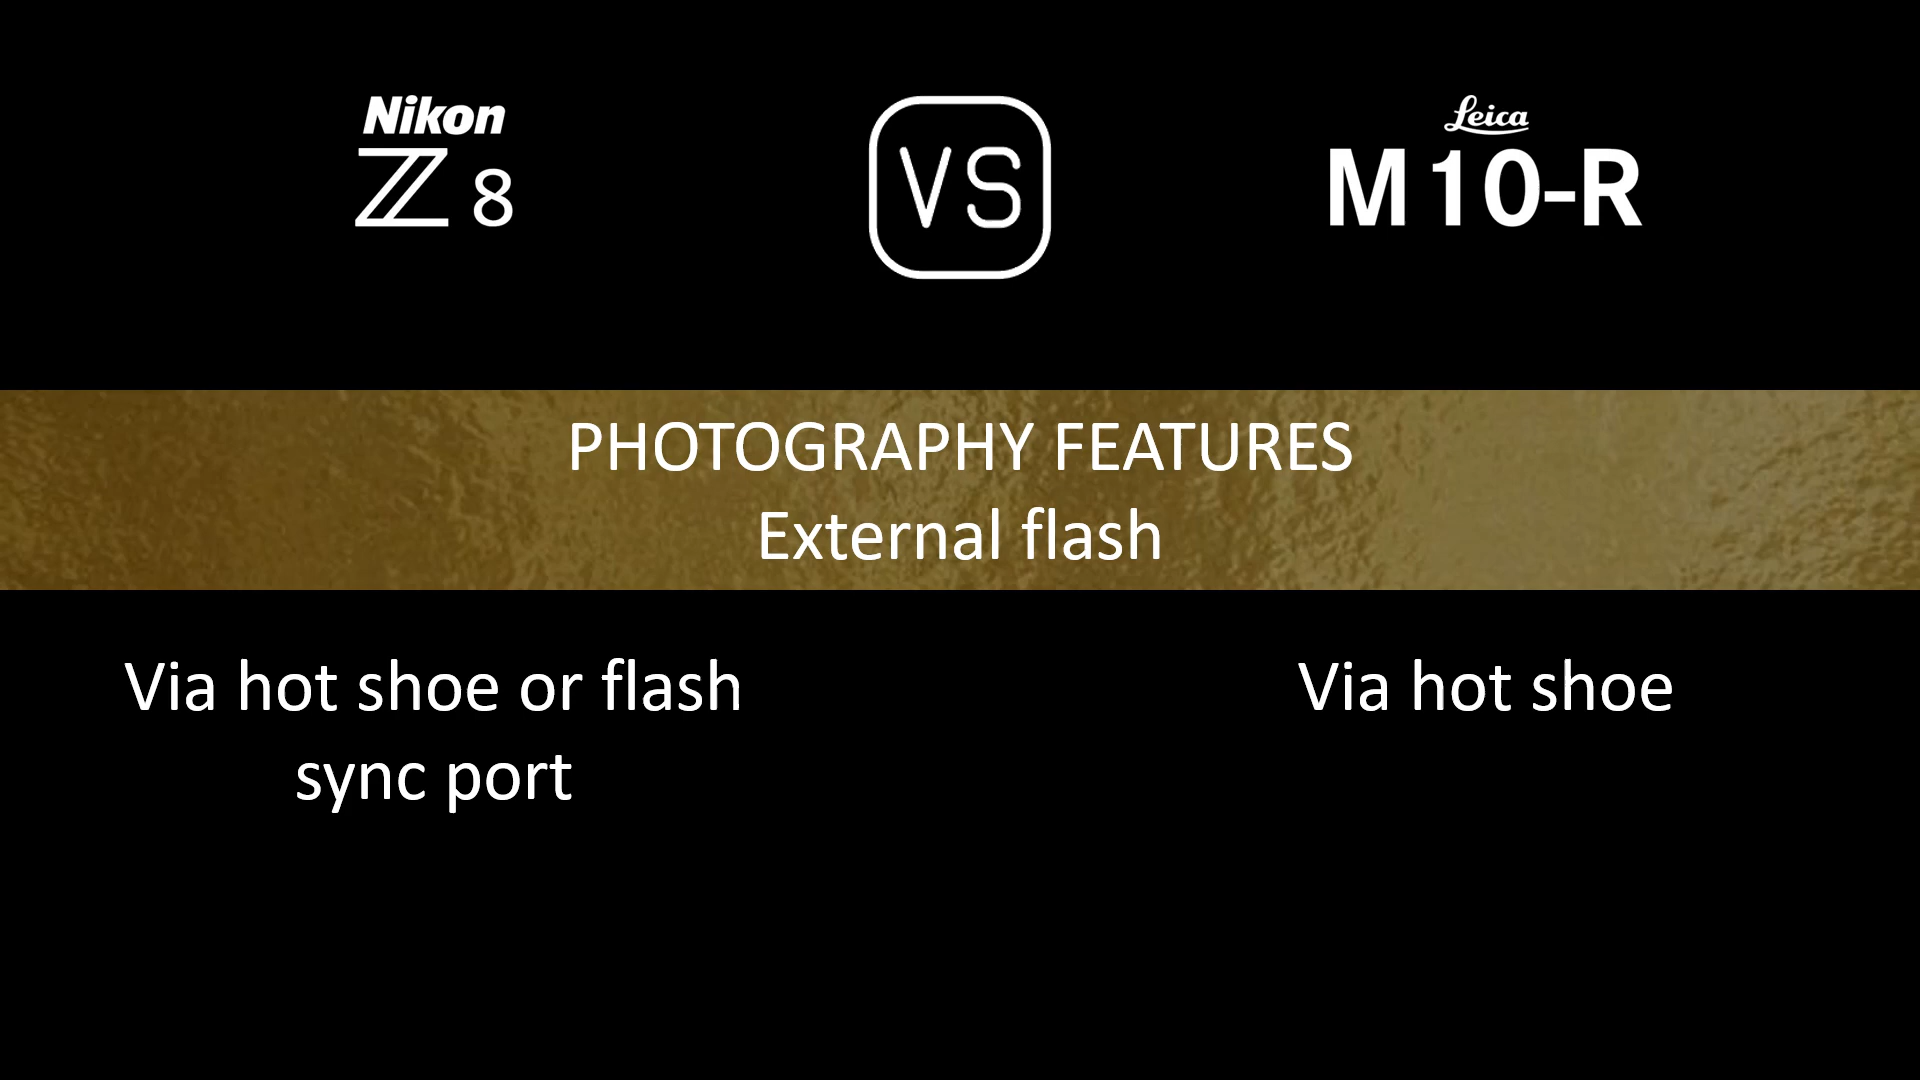 Nikon
Z 8
VS
Leica
M10-R
PHOTOGRAPHY FEATURES
External flash
Via hot shoe or flash
sync port
Via hot shoe